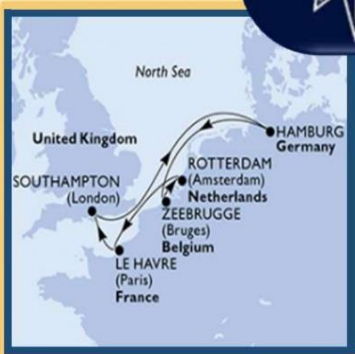 North Sea
United Kingdom
HAMBURG
Germany
ROTTERDAM
(Amsterdam)
Netherlands
SOUTHAMPTON
(London)
ZEEBRUGGE
(Bruges)
Belgium
LE HAVRE
(Paris)
France